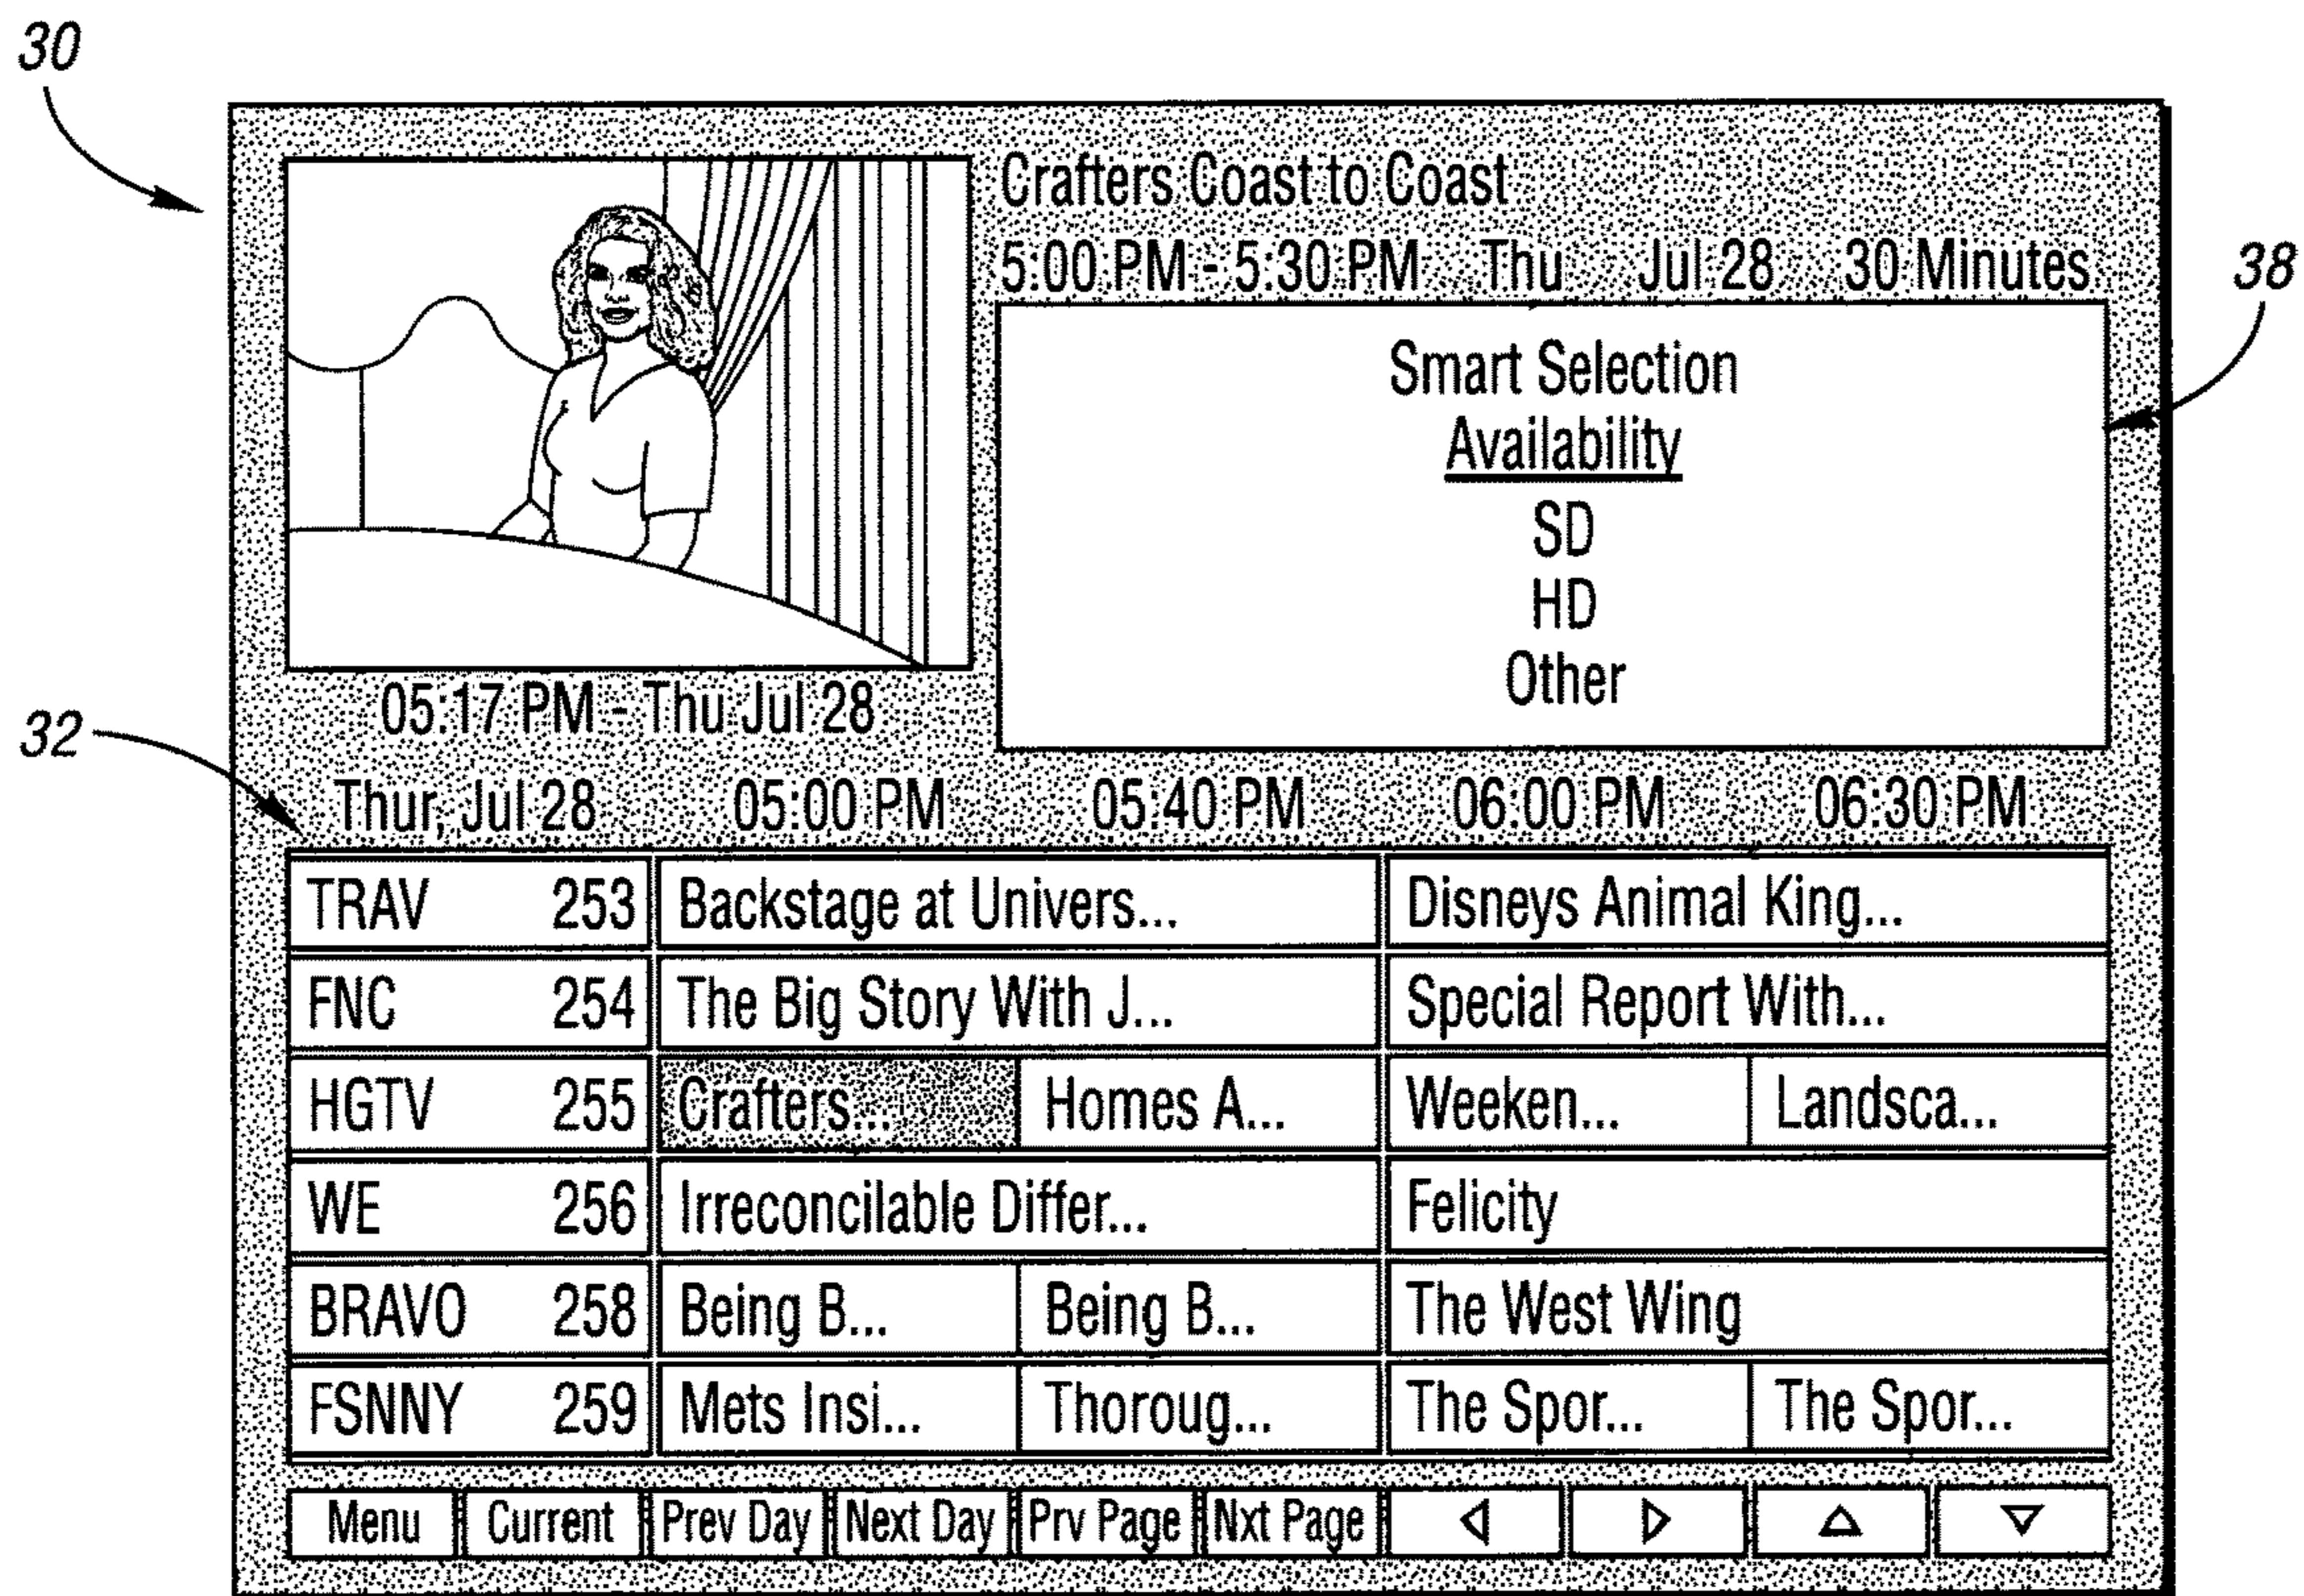 30
Crafters Coast to Coast
5:00 PM - 5:30 PM Thu Jul 28 30 Minutes
38
Smart Selection
Availability
SD
HD
Other
05:17 PM - Thu Jul 28
32
Thur, Jul 28 05:00 PM 05:40 PM 06:00 PM 06:30 PM
TRAV 253 Backstage at Univers... Disneys Animal King...
FNC 254 The Big Story With J... Special Report With...
HGTV 255 Crafters... Homes A... Weeken... Landsca...
WE 256 Irreconcilable Differ... Felicity
BRAVO 258 Being B... Being B... The West Wing
FSNNY 259 Mets Insi... Thoroug... The Spor... The Spor...
Menu Current Prev Day Next Day Prv Page Nxt Page